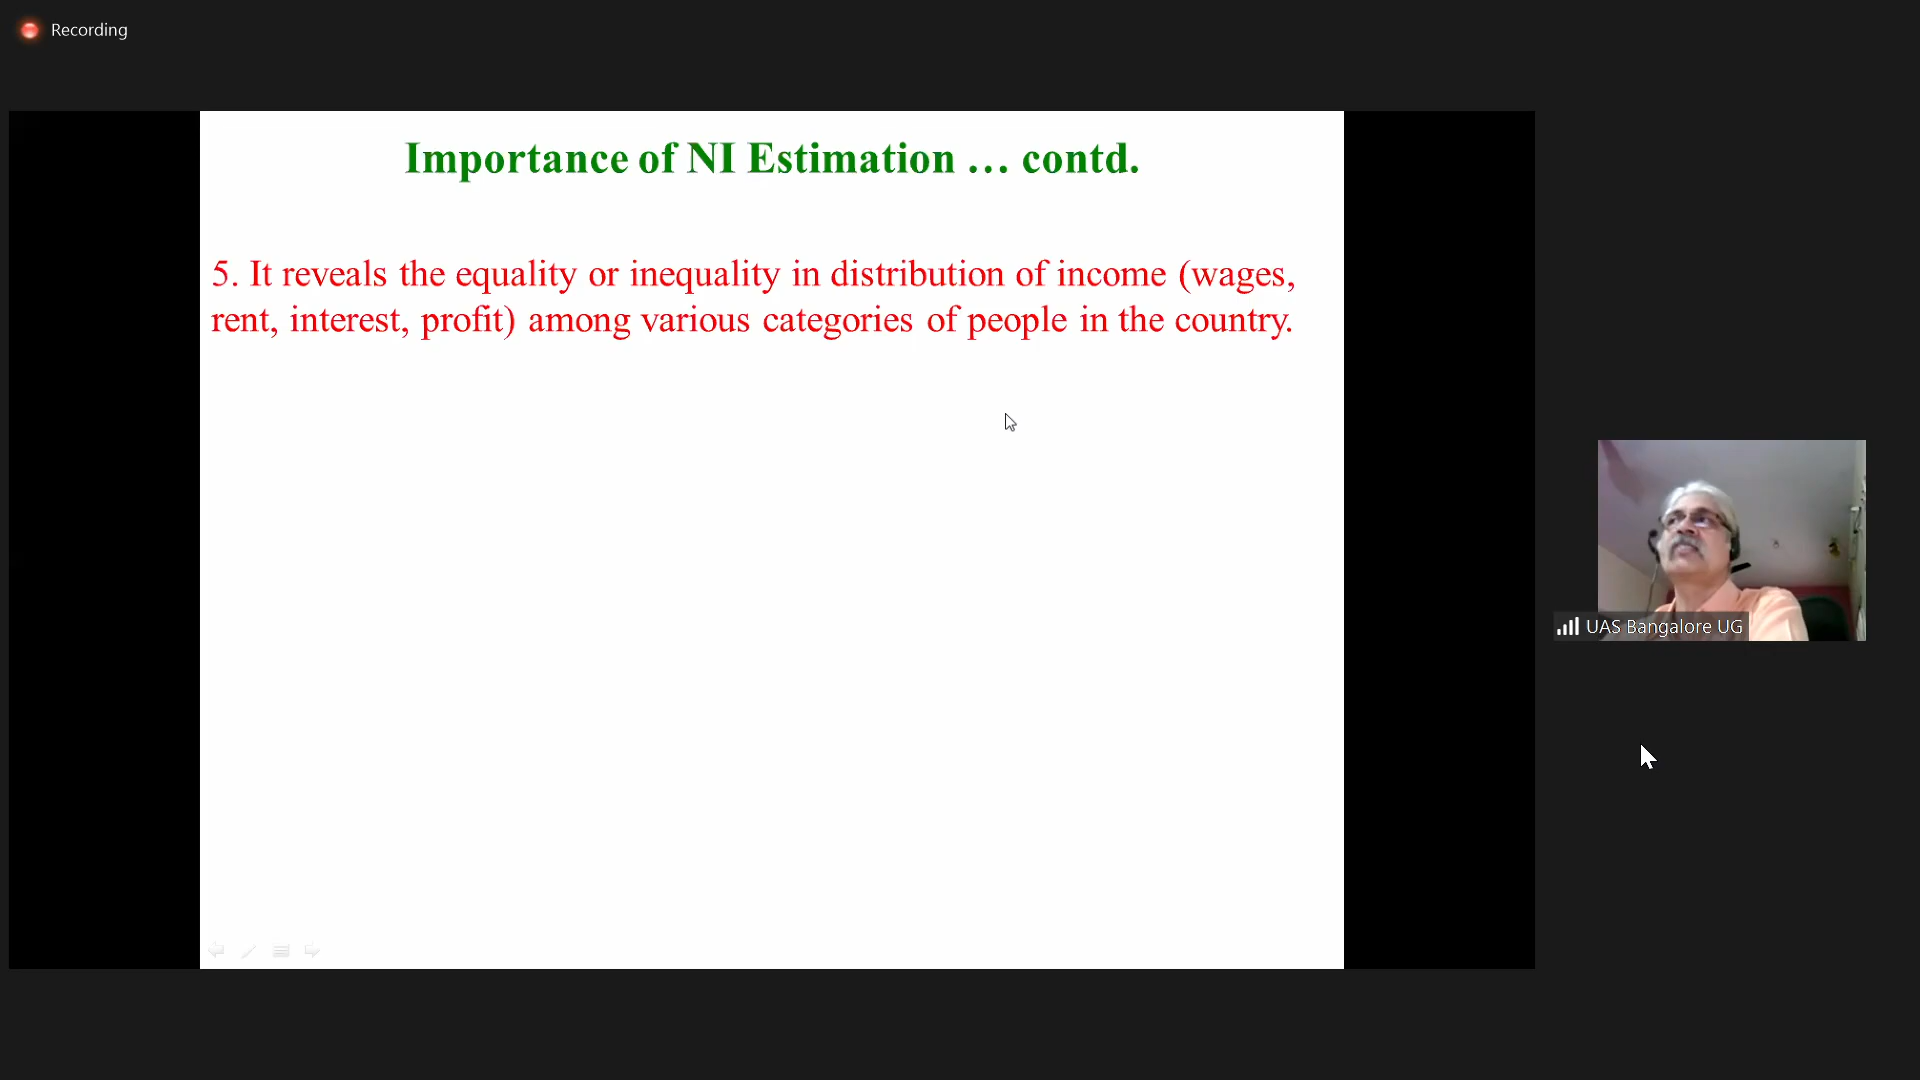 Recording
Importance of NI Estimation … contd.
5. It reveals the equality or inequality in distribution of income (wages,
rent, interest, profit) among various categories of people in the country.
UAS Bangalore UG